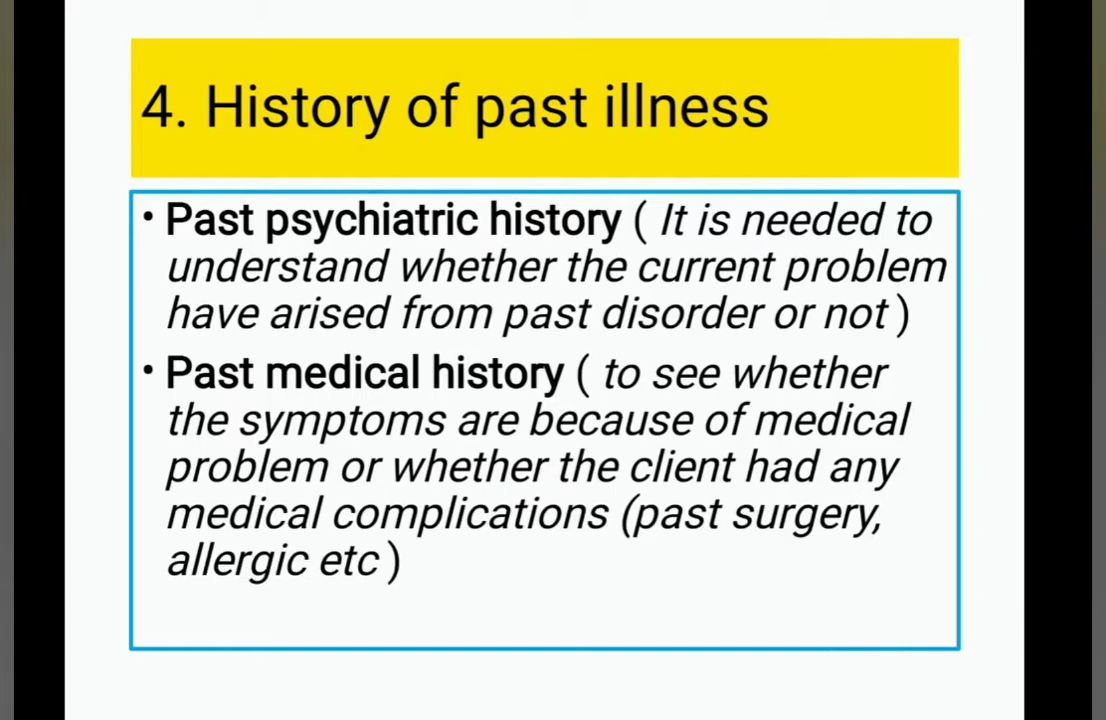 4. History of past illness
• Past psychiatric history ( It is needed to
understand whether the current problem
have arised from past disorder or not )
• Past medical history ( to see whether
the symptoms are because of medical
problem or whether the client had any
medical complications (past surgery,
allergic etc )